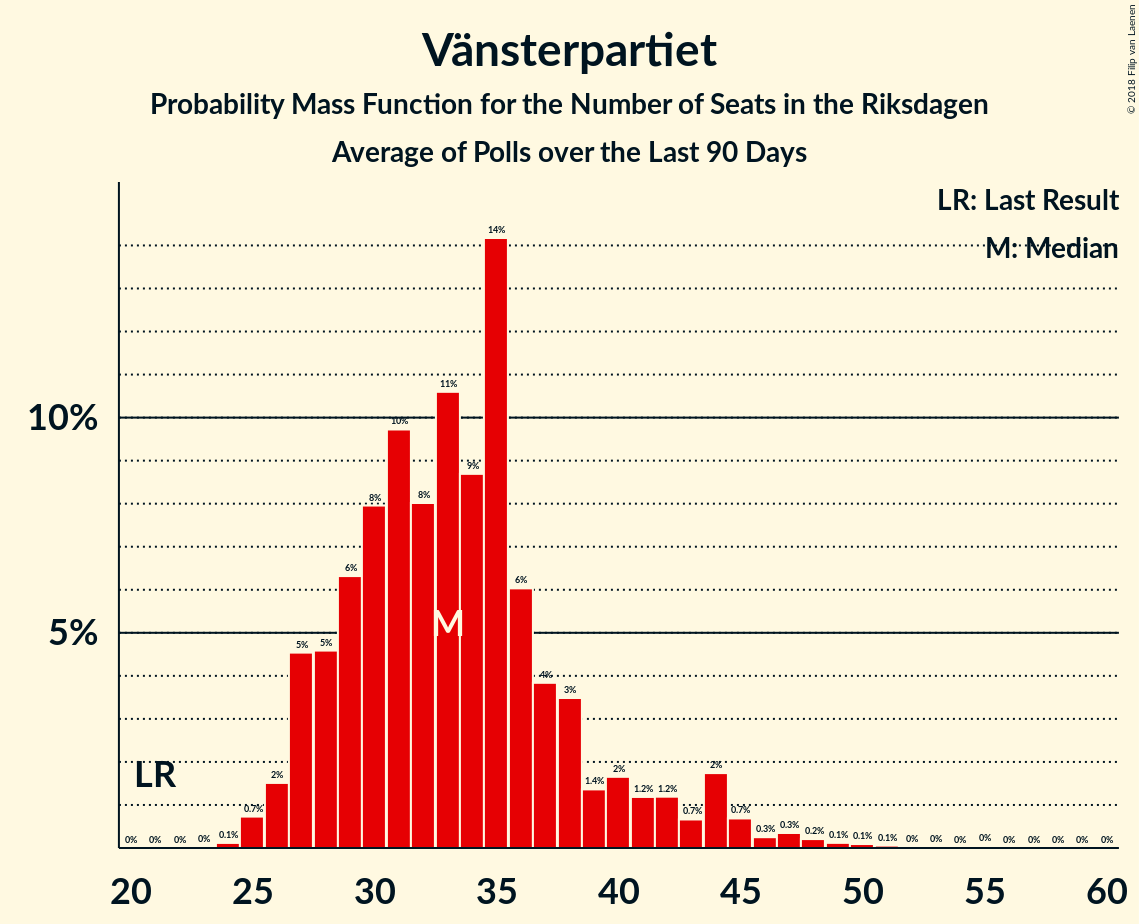 Vänsterpartiet
Probability Mass Function for the Number of Seats in the Riksdagen
Average of Polls over the Last 90 Days
© 2018 Filip van Laenen
LR: Last Result
M: Median
10%
5%
LR
M
0% 0% 0% 0% 0.1% 0.7% 2% 5% 5% 6% 8% 10% 8% 11% 9% 14% 6% 4% 3% 1.4% 2% 1.2% 1.2% 0.7% 2% 0.7% 0.3% 0.3% 0.2% 0.1% 0.1% 0.1% 0% 0% 0% 0% 0% 0% 0% 0% 0%
20 25 30 35 40 45 50 55 60